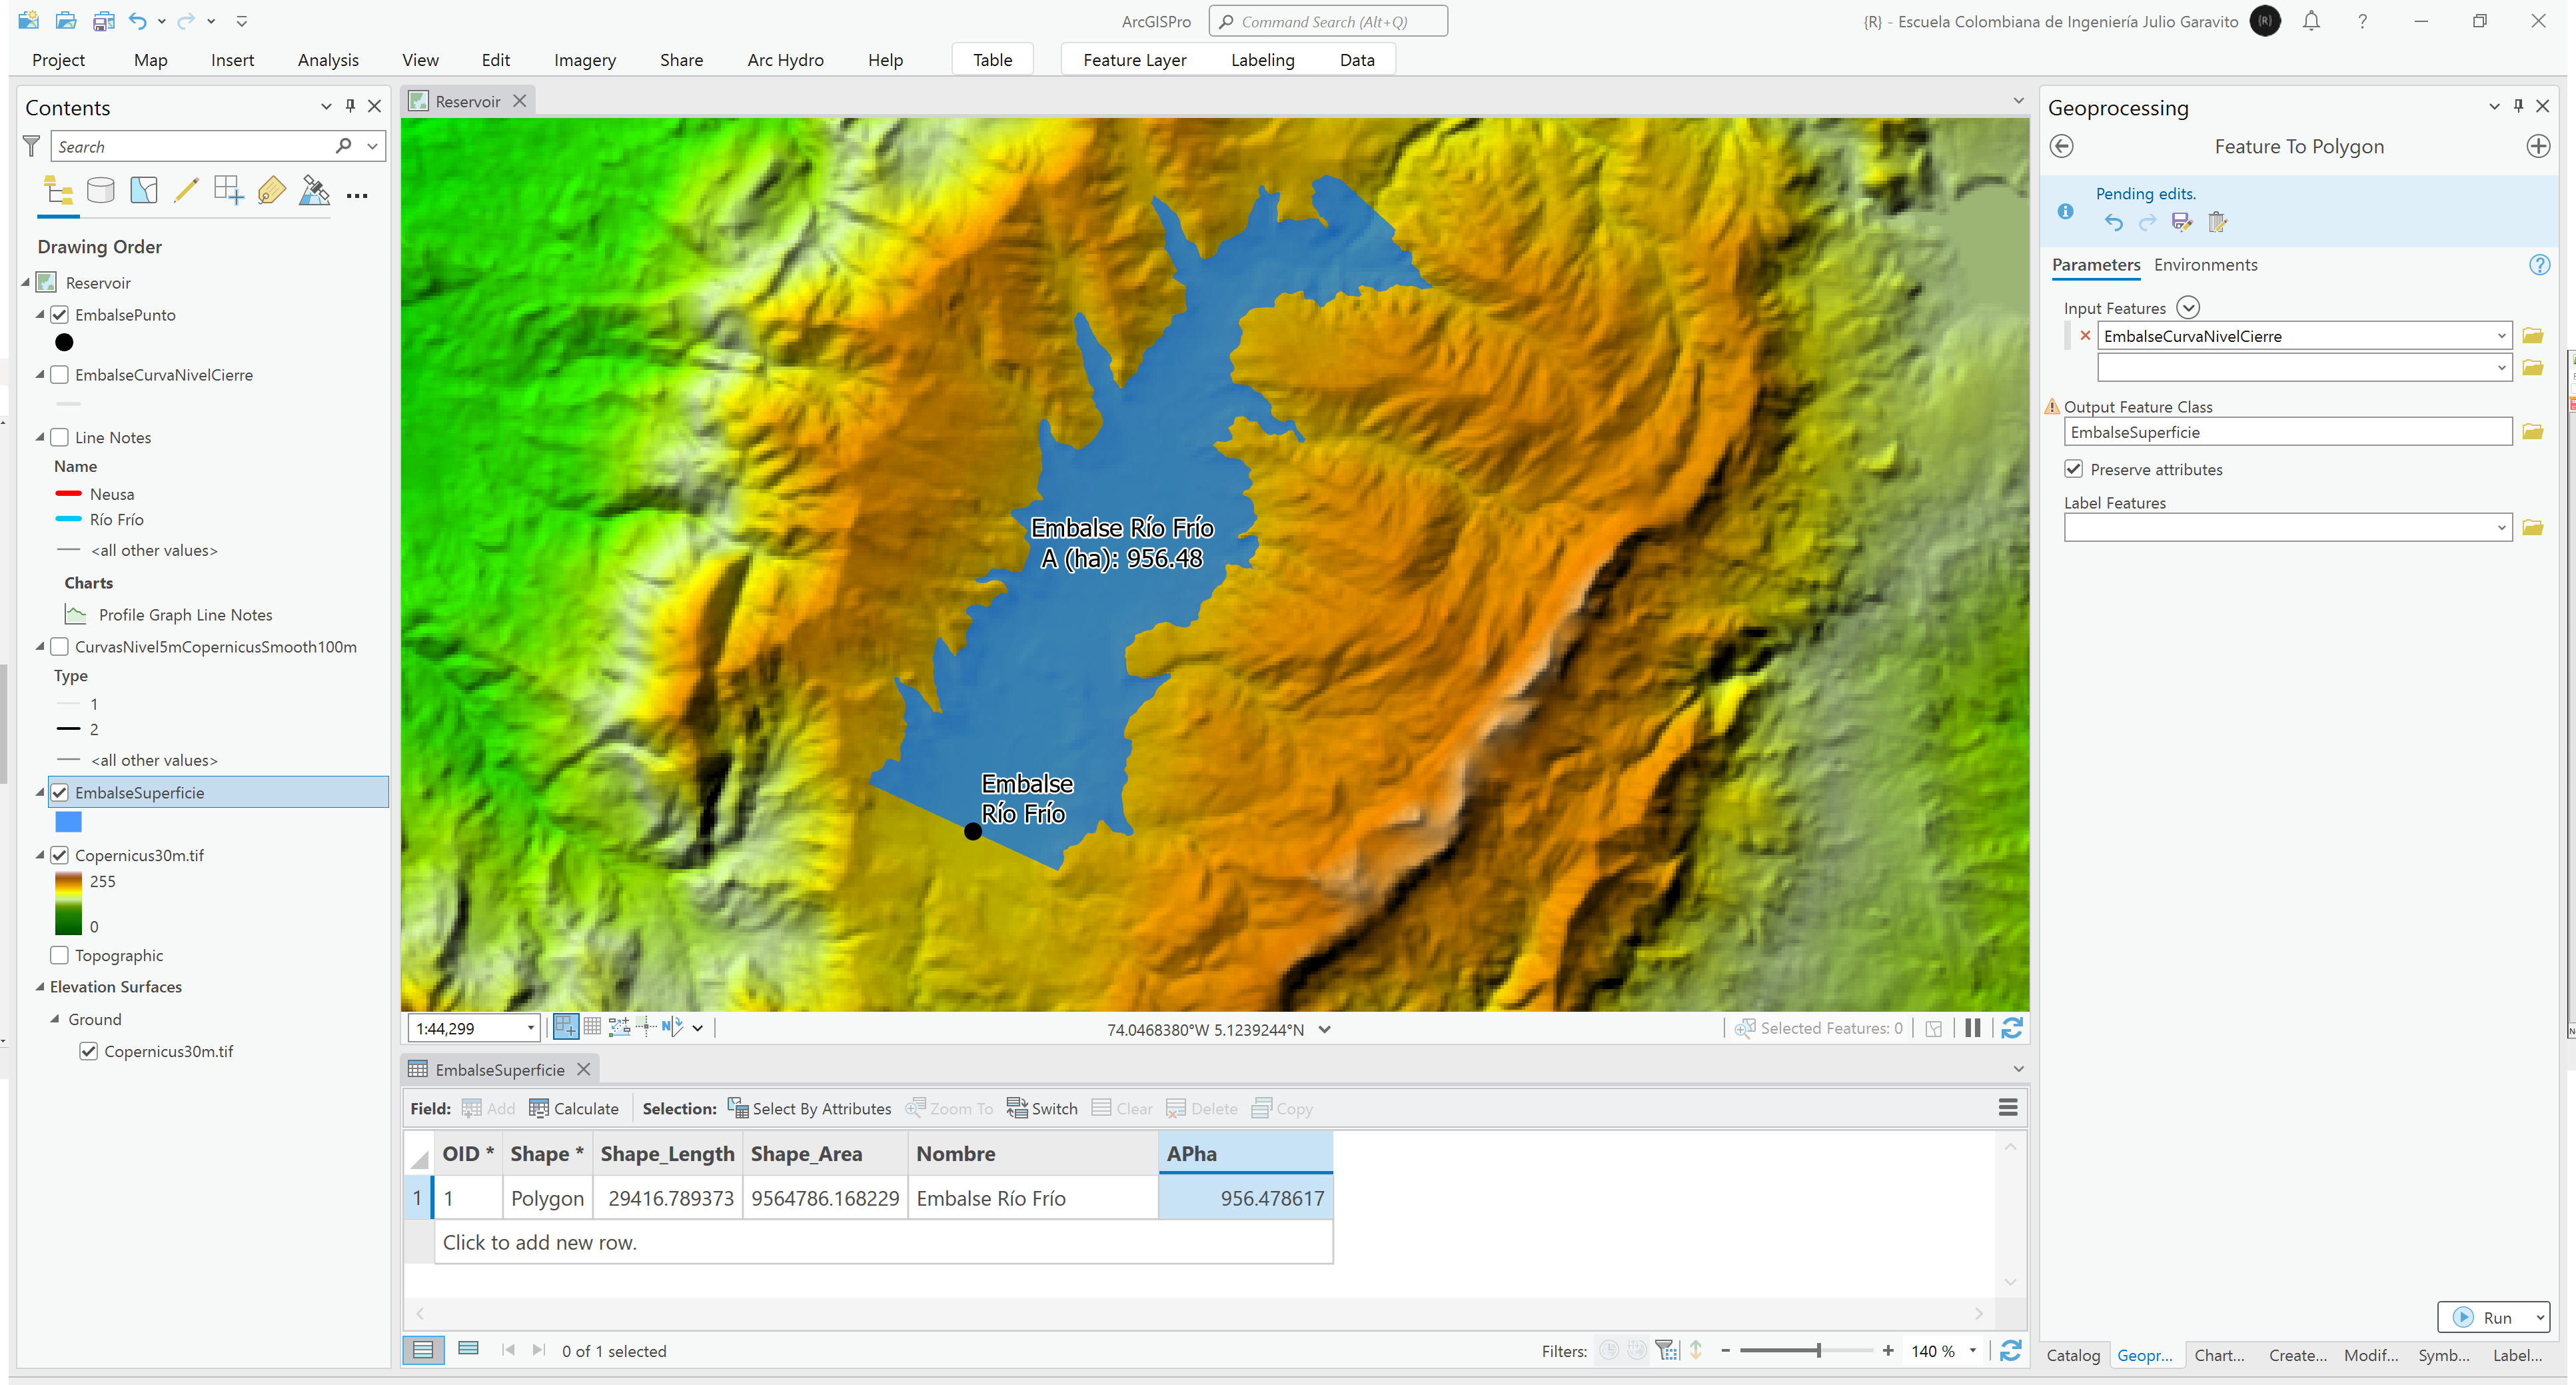 ArcGISPro
Command Search (Alt+Q)
{R} - Escuela Colombiana de Ingeniería Julio Garavito
{R}
Project Map Insert Analysis View Edit Imagery Share Arc Hydro Help Table Feature Layer Labeling Data
Contents
Search
Drawing Order
Reservoir
EmbalsePunto
EmbalseCurvaNivelCierre
Line Notes
Name
Neusa
Río Frío
<all other values>
Charts
Profile Graph Line Notes
CurvasNivel5mCopernicusSmooth100m
Type
1
2
<all other values>
EmbalseSuperficie
Copernicus30m.tif
255
0
Topographic
Elevation Surfaces
Ground
Copernicus30m.tif
Reservoir
Embalse Río Frío
A (ha): 956.48
Embalse
Río Frío
1:44,299
74.0468380°W 5.1239244°N
Selected Features: 0
EmbalseSuperficie
Field: Add Calculate Selection: Select By Attributes Zoom To Switch Clear Delete Copy
OID * Shape * Shape_Length Shape_Area Nombre APha
1 1 Polygon 29416.789373 9564786.168229 Embalse Río Frío 956.478617
Click to add new row.
0 of 1 selected
Filters:
140 %
Geoprocessing
Feature To Polygon
Pending edits.
Parameters Environments
Input Features
EmbalseCurvaNivelCierre
Output Feature Class
EmbalseSuperficie
Preserve attributes
Label Features
Run
Catalog Geopr... Chart... Create... Modif... Symb... Label...